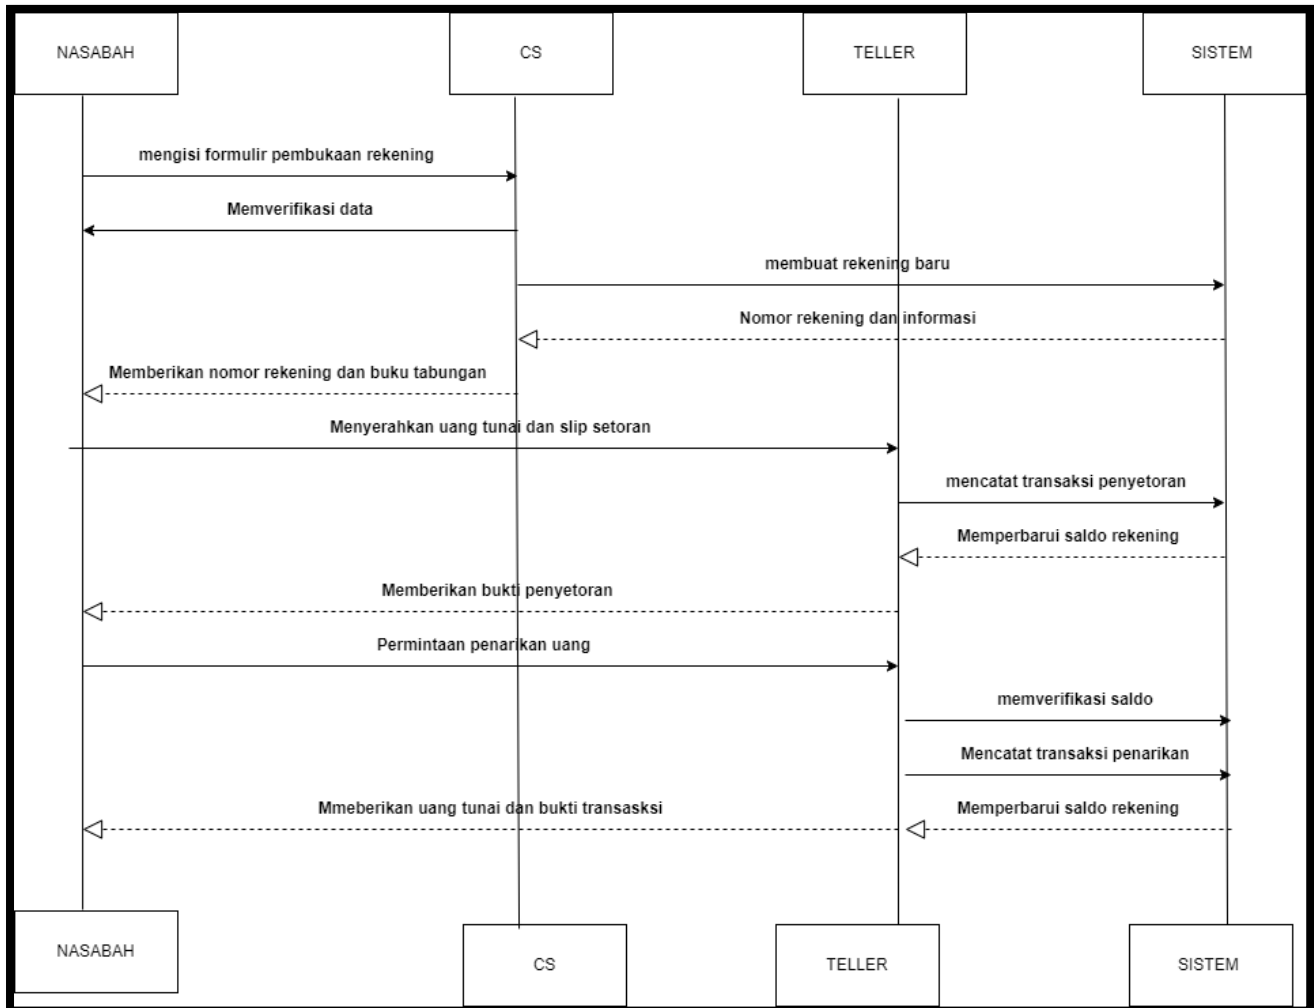 NASABAH
CS
TELLER
SISTEM
mengisi formulir pembukaan rekening
Memverifikasi data
membuat rekening baru
Nomor rekening dan informasi
Memberikan nomor rekening dan buku tabungan
Menyerahkan uang tunai dan slip setoran
mencatat transaksi penyetoran
Memperbarui saldo rekening
Memberikan bukti penyetoran
Permintaan penarikan uang
memverifikasi saldo
Mencatat transaksi penarikan
Mmeberikan uang tunai dan bukti transasksi
Memperbarui saldo rekening
NASABAH
CS
TELLER
SISTEM